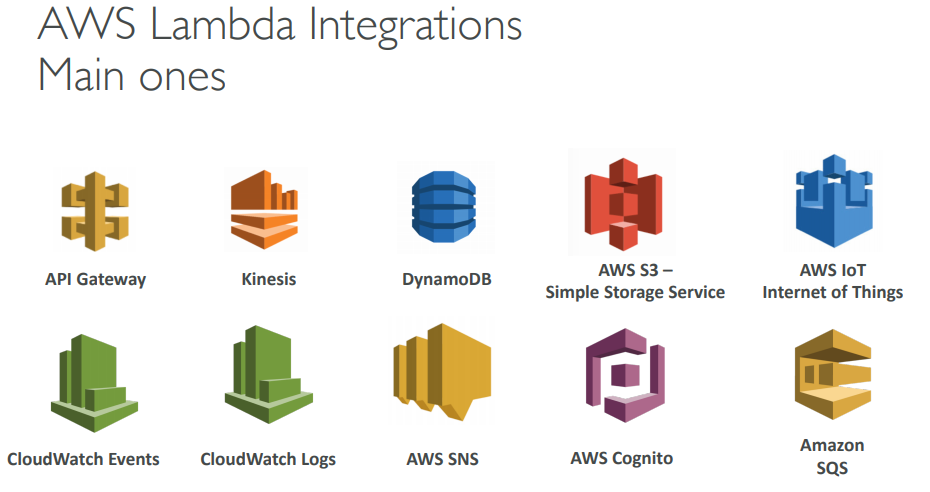 AWS Lambda Integrations
Main ones
API Gateway
Kinesis
DynamoDB
AWS S3 –
Simple Storage Service
AWS IoT
Internet of Things
CloudWatch Events
CloudWatch Logs
AWS SNS
AWS Cognito
Amazon
SQS